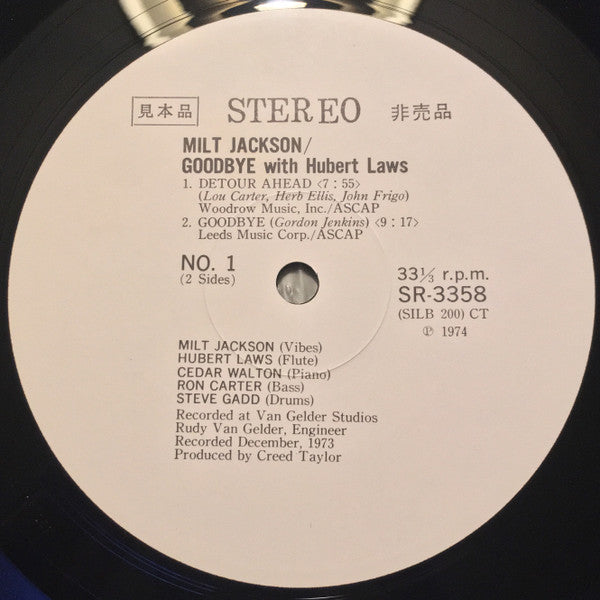 見本品 STEREO 非売品
MILT JACKSON/
GOODBYE with Hubert Laws
1. DETOUR AHEAD <7:55>
(Lou Carter, Herb Ellis, John Frigo)
Woodrow Music, Inc./ASCAP
2. GOODBYE (Gordon Jenkins) <9:17>
Leeds Music Corp./ASCAP
NO. 1
(2 Sides)
33⅓ r.p.m.
SR-3358
(SILB 200) CT
℗ 1974
MILT JACKSON (Vibes)
HUBERT LAWS (Flute)
CEDAR WALTON (Piano)
RON CARTER (Bass)
STEVE GADD (Drums)
Recorded at Van Gelder Studios
Rudy Van Gelder, Engineer
Recorded December, 1973
Produced by Creed Taylor